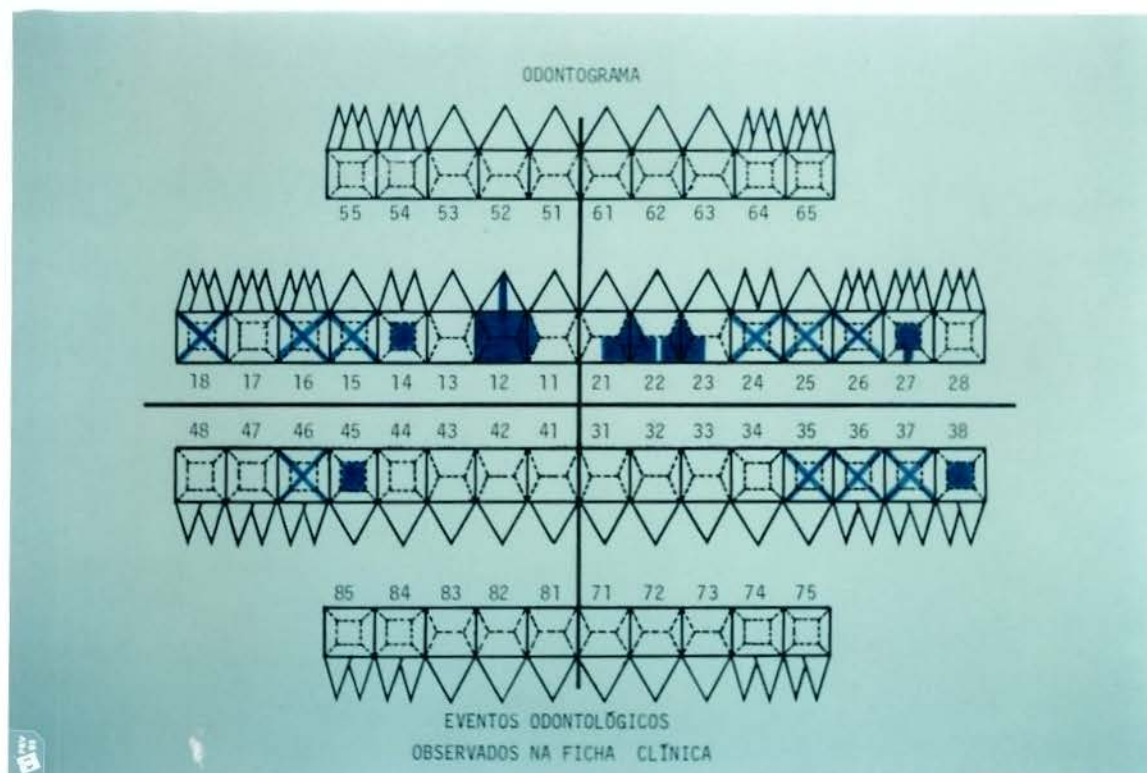 ODONTOGRAMA
55 54 53 52 51 61 62 63 64 65
18 17 16 15 14 13 12 11 21 22 23 24 25 26 27 28
48 47 46 45 44 43 42 41 31 32 33 34 35 36 37 38
85 84 83 82 81 71 72 73 74 75
EVENTOS ODONTOLÓGICOS
OBSERVADOS NA FICHA CLÍNICA